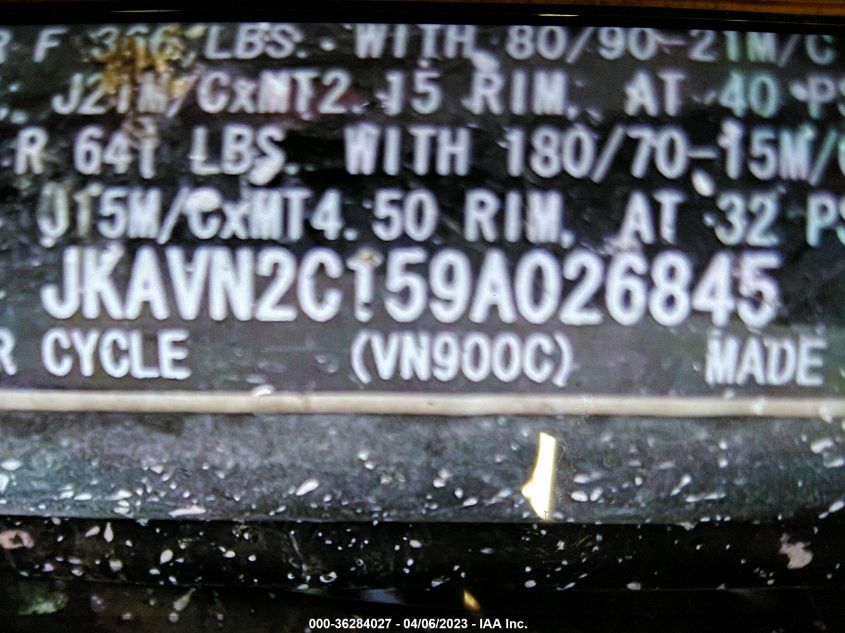 R F 366 LBS. WITH 80/90-21M/C
J21M/CxMT2.15 RIM, AT 40 PS
R 641 LBS. WITH 180/70-15M/C
J15M/CxMT4.50 RIM, AT 32 PS
JKAVN2C159A026845
R CYCLE (VN900C) MADE
000-36284027 - 04/06/2023 - IAA Inc.